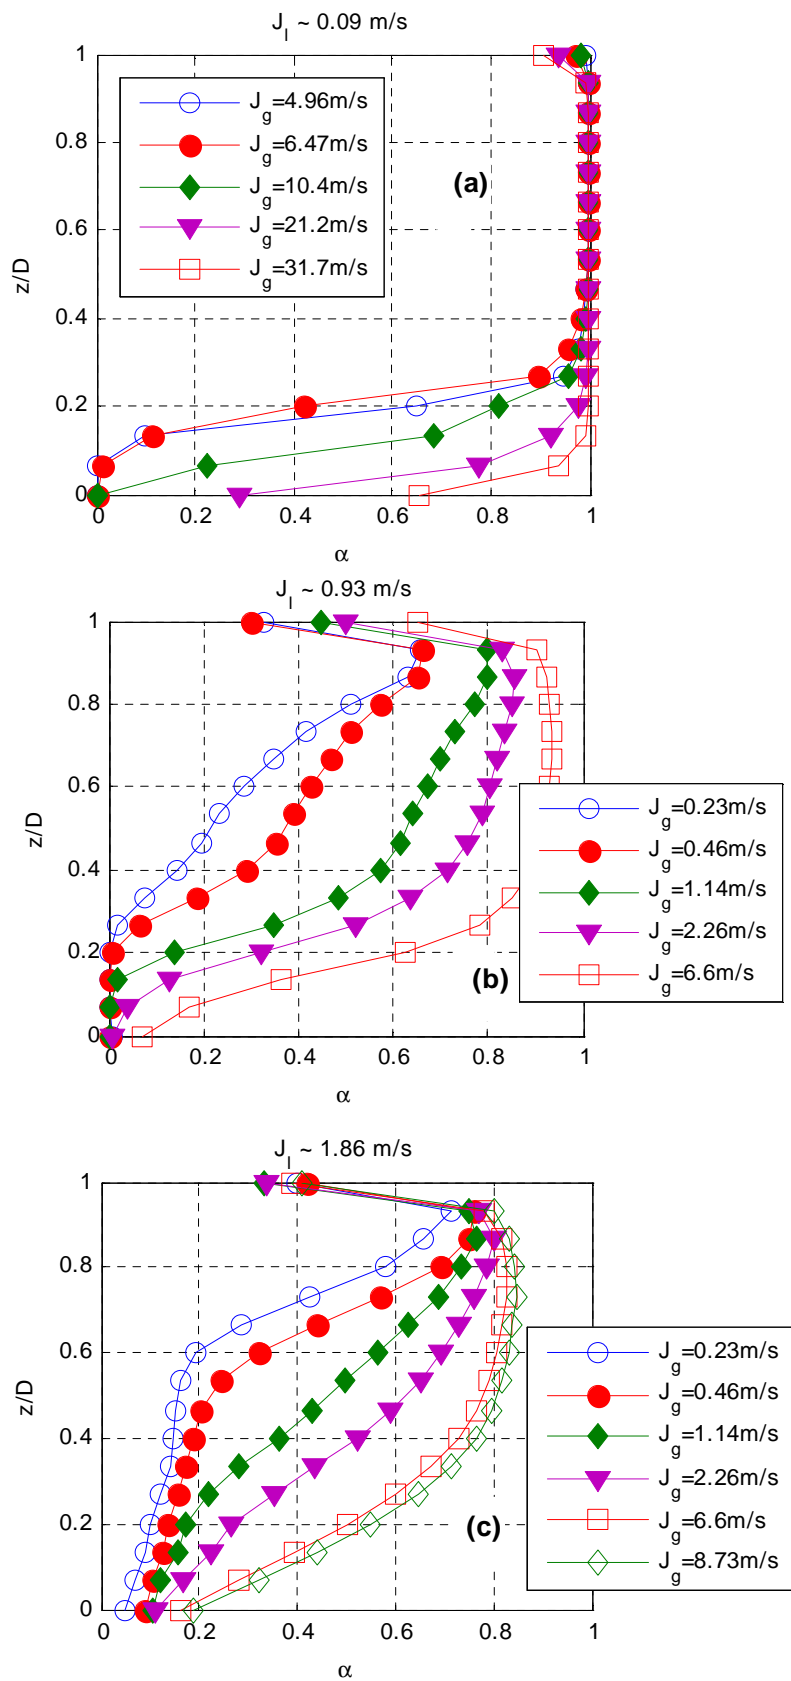 J_l ~ 0.09 m/s
1
0.8
0.6
0.4
0.2
0
z/D
J_g=4.96m/s
J_g=6.47m/s
J_g=10.4m/s
J_g=21.2m/s
J_g=31.7m/s
(a)
0 0.2 0.4 0.6 0.8 1
α
J_l ~ 0.93 m/s
1
0.8
0.6
0.4
0.2
0
z/D
J_g=0.23m/s
J_g=0.46m/s
J_g=1.14m/s
J_g=2.26m/s
J_g=6.6m/s
(b)
0 0.2 0.4 0.6 0.8 1
α
J_l ~ 1.86 m/s
1
0.8
0.6
0.4
0.2
0
z/D
J_g=0.23m/s
J_g=0.46m/s
J_g=1.14m/s
J_g=2.26m/s
J_g=6.6m/s
J_g=8.73m/s
(c)
0 0.2 0.4 0.6 0.8 1
α